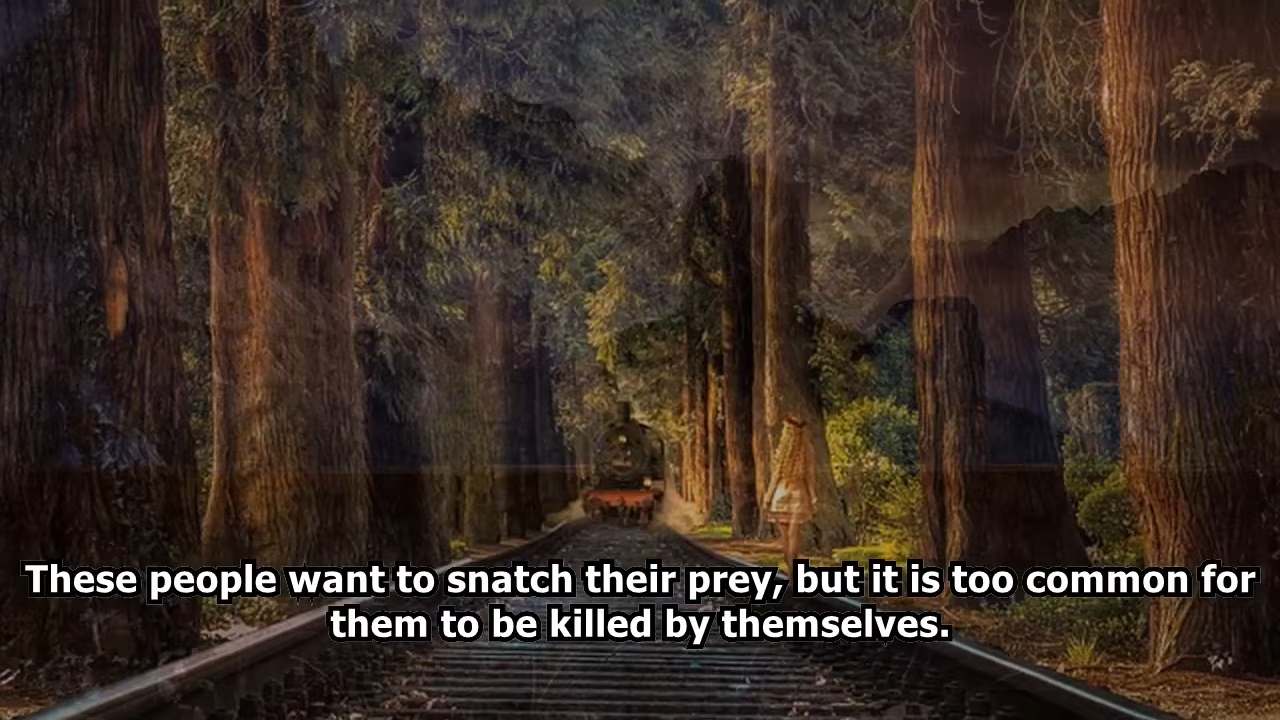 These people want to snatch their prey, but it is too common for
them to be killed by themselves.